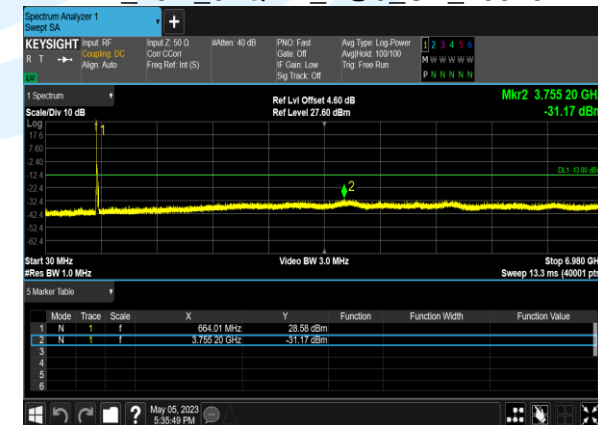 Spectrum Analyzer 1
Swept SA
+
KEYSIGHT Input: RF Input Z: 50 Ω #Atten: 40 dB PNO: Fast Avg Type: Log-Power 1 2 3 4 5 6
R T Coupling: DC Corr CCorr Gate: Off Avg|Hold: 100/100 M W W W W W
Align: Auto Freq Ref: Int (S) IF Gain: Low Trig: Free Run
Sig Track: Off P N N N N N
1 Spectrum Ref Lvl Offset 4.60 dB Mkr2 3.755 20 GH
Scale/Div 10 dB Ref Level 27.60 dBm -31.17 dBm
Log
17.6 1
7.60
-2.40
-12.4 DL1 -13.00 dB
-22.4 2
-32.4
-42.4
-52.4
-62.4
Start 30 MHz Video BW 3.0 MHz Stop 6.980 GH
#Res BW 1.0 MHz Sweep 13.3 ms (40001 pts
5 Marker Table
Mode Trace Scale X Y Function Function Width Function Value
1 N 1 f 664.01 MHz 28.58 dBm
2 N 1 f 3.755 20 GHz -31.17 dBm
3
4
5
6
? May 05, 2023
5:35:49 PM